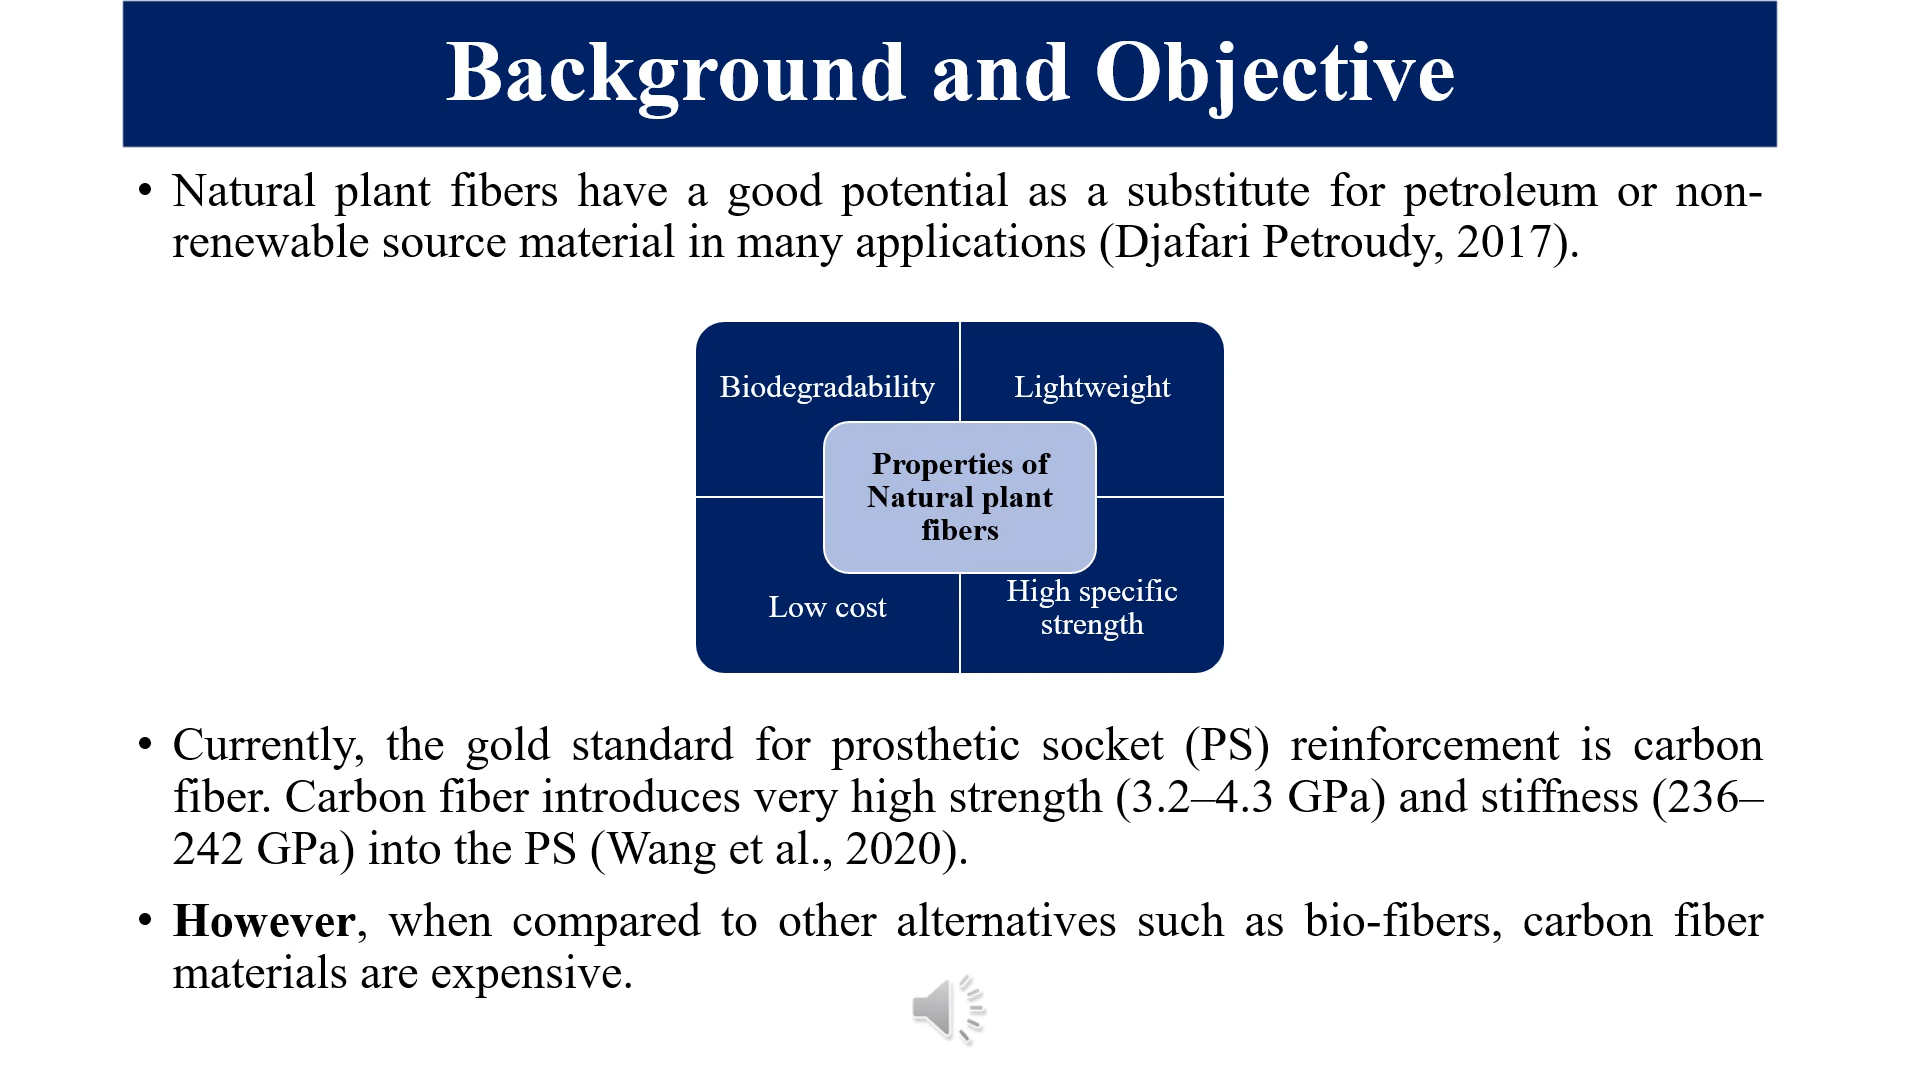 Background and Objective
• Natural plant fibers have a good potential as a substitute for petroleum or non-
renewable source material in many applications (Djafari Petroudy, 2017).
Biodegradability
Lightweight
Properties of
Natural plant
fibers
Low cost
High specific
strength
• Currently, the gold standard for prosthetic socket (PS) reinforcement is carbon
fiber. Carbon fiber introduces very high strength (3.2–4.3 GPa) and stiffness (236–
242 GPa) into the PS (Wang et al., 2020).
• However, when compared to other alternatives such as bio-fibers, carbon fiber
materials are expensive.